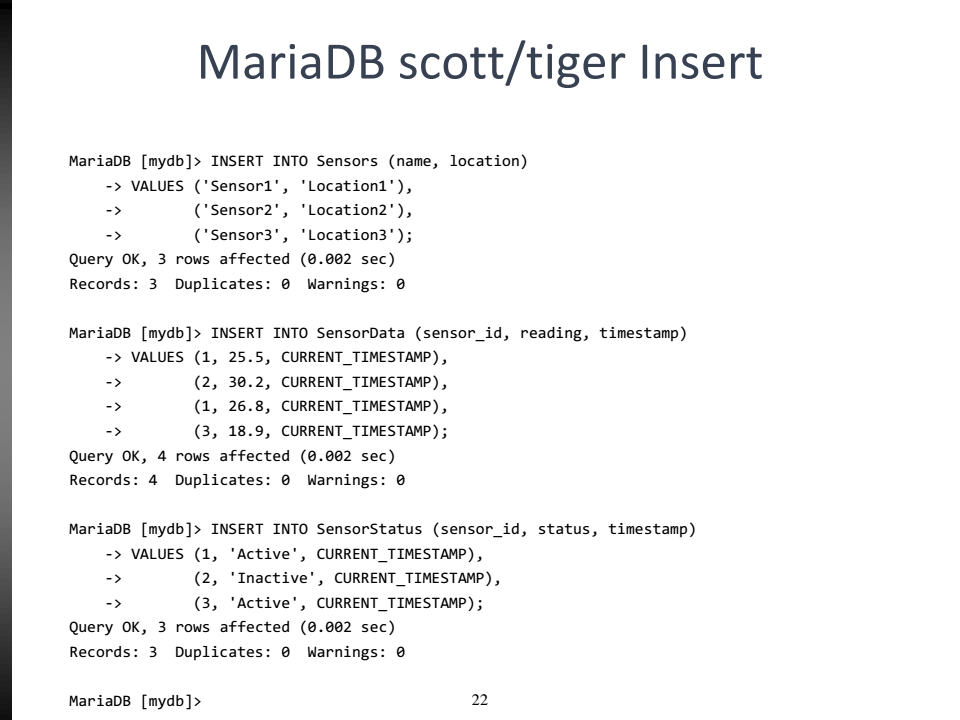 MariaDB scott/tiger Insert
MariaDB [mydb]> INSERT INTO Sensors (name, location)
    -> VALUES ('Sensor1', 'Location1'),
    ->        ('Sensor2', 'Location2'),
    ->        ('Sensor3', 'Location3');
Query OK, 3 rows affected (0.002 sec)
Records: 3  Duplicates: 0  Warnings: 0
MariaDB [mydb]> INSERT INTO SensorData (sensor_id, reading, timestamp)
    -> VALUES (1, 25.5, CURRENT_TIMESTAMP),
    ->        (2, 30.2, CURRENT_TIMESTAMP),
    ->        (1, 26.8, CURRENT_TIMESTAMP),
    ->        (3, 18.9, CURRENT_TIMESTAMP);
Query OK, 4 rows affected (0.002 sec)
Records: 4  Duplicates: 0  Warnings: 0
MariaDB [mydb]> INSERT INTO SensorStatus (sensor_id, status, timestamp)
    -> VALUES (1, 'Active', CURRENT_TIMESTAMP),
    ->        (2, 'Inactive', CURRENT_TIMESTAMP),
    ->        (3, 'Active', CURRENT_TIMESTAMP);
Query OK, 3 rows affected (0.002 sec)
Records: 3  Duplicates: 0  Warnings: 0
MariaDB [mydb]>
22